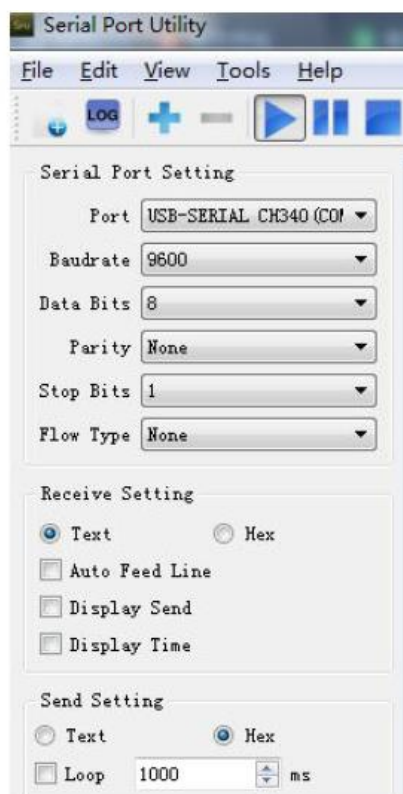 Serial Port Utility
File Edit View Tools Help
LOG
Serial Port Setting
Port USB-SERIAL CH340 (COM
Baudrate 9600
Data Bits 8
Parity None
Stop Bits 1
Flow Type None
Receive Setting
Text Hex
Auto Feed Line
Display Send
Display Time
Send Setting
Text Hex
Loop 1000 ms